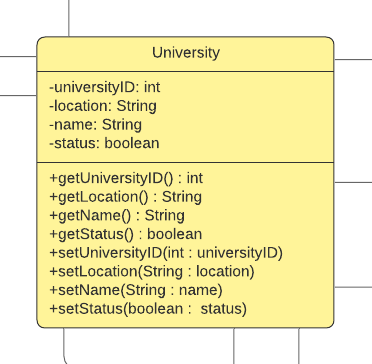 University
-universityID: int
-location: String
-name: String
-status: boolean
+getUniversityID() : int
+getLocation() : String
+getName() : String
+getStatus() : boolean
+setUniversityID(int : universityID)
+setLocation(String : location)
+setName(String : name)
+setStatus(boolean :  status)